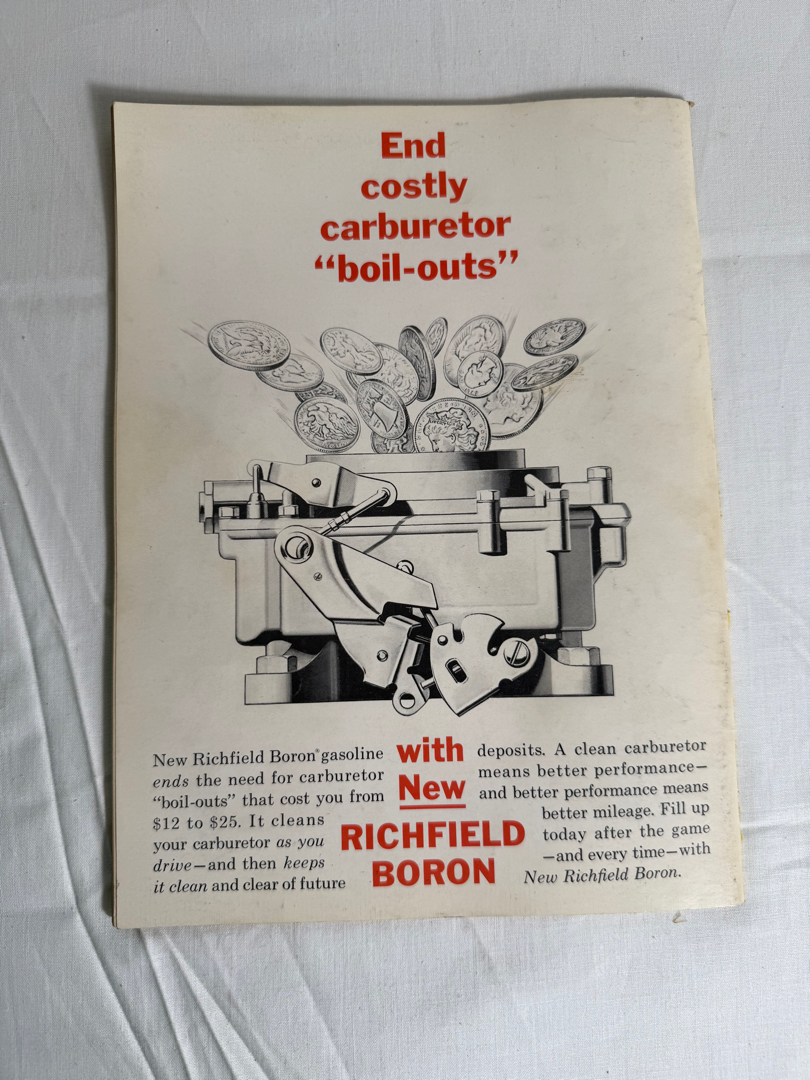 End
costly
carburetor
“boil-outs”
New Richfield Boron® gasoline
ends the need for carburetor
“boil-outs” that cost you from
$12 to $25. It cleans
your carburetor as you
drive—and then keeps
it clean and clear of future
with
New
RICHFIELD
BORON
deposits. A clean carburetor
means better performance—
and better performance means
better mileage. Fill up
today after the game
—and every time—with
New Richfield Boron.